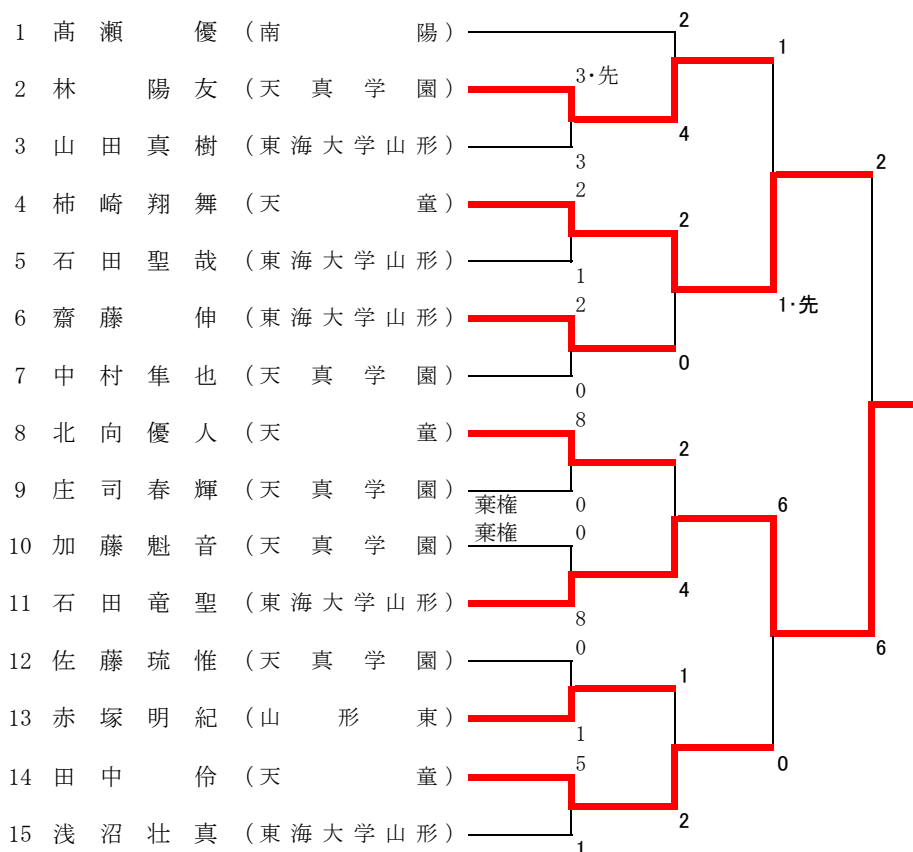 1 髙瀬 優 (南陽) 2
1
2 林 陽友 (天真学園) 3・先
4
3 山田真樹 (東海大学山形) 3
2
4 柿崎翔舞 (天童) 2
2
5 石田聖哉 (東海大学山形) 1
1・先
6 齋藤 伸 (東海大学山形) 2
0
7 中村隼也 (天真学園) 0
8 北向優人 (天童) 8
2
9 庄司春輝 (天真学園) 棄権 0
6
10 加藤魁音 (天真学園) 棄権 0
4
11 石田竜聖 (東海大学山形) 8
6
12 佐藤琉惟 (天真学園) 0
1
13 赤塚明紀 (山形東) 1
0
14 田中 伶 (天童) 5
2
15 浅沼壮真 (東海大学山形) 1